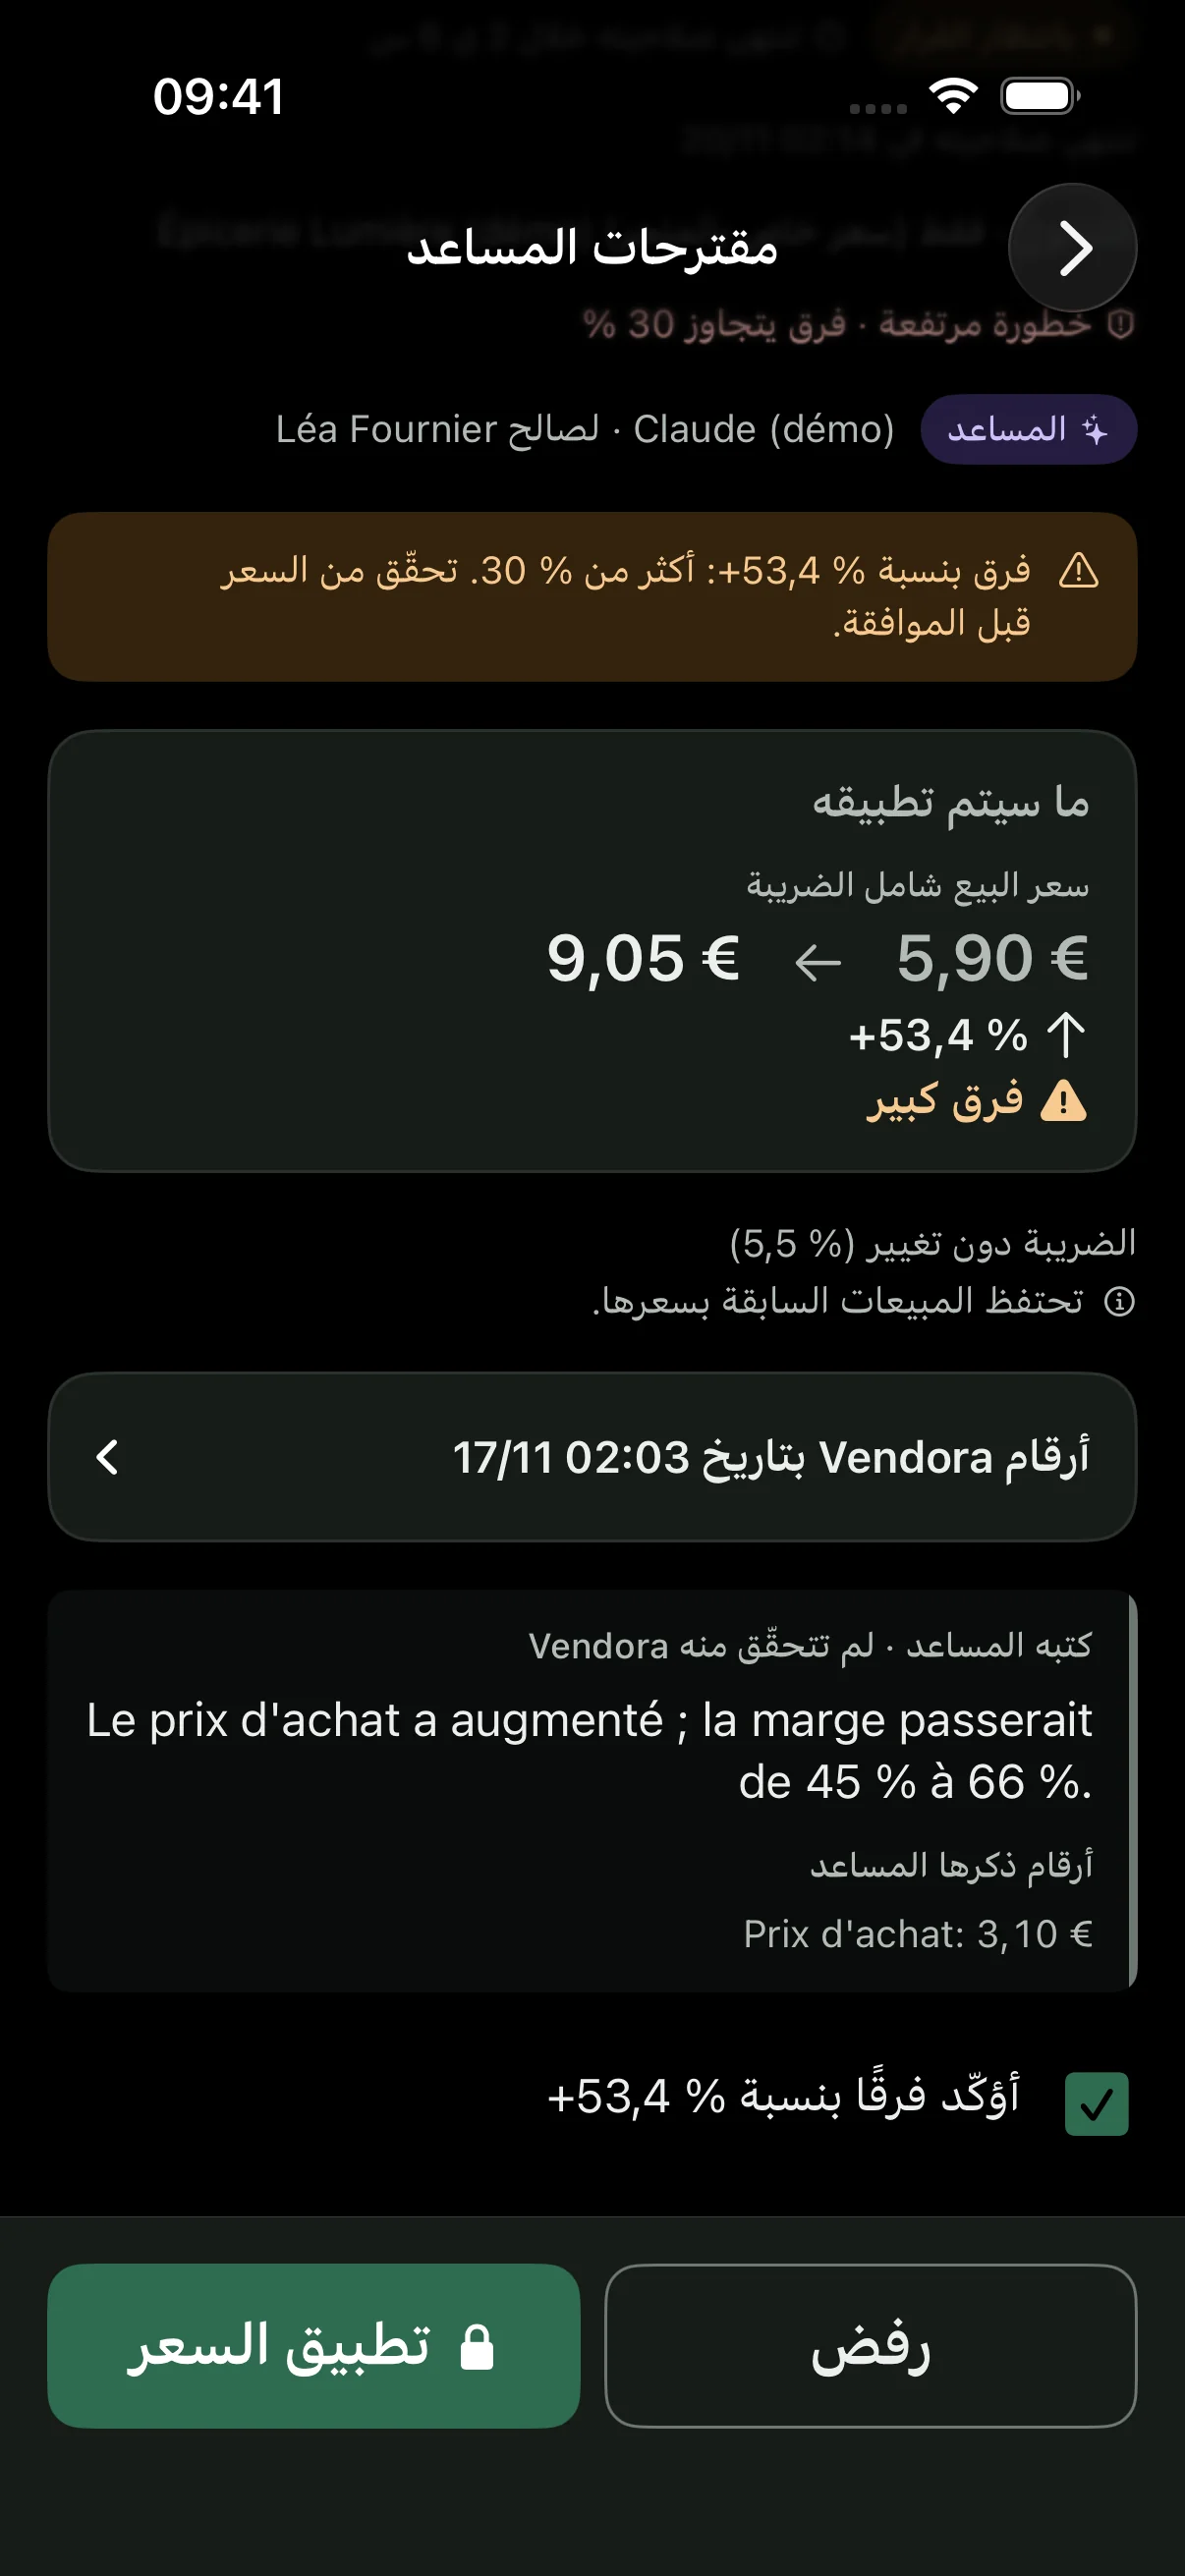 09:41
مقترحات المساعد
خطورة مرتفعة · فرق يتجاوز 30 %
المساعد
Claude (démo) · لصالح Léa Fournier
فرق بنسبة % 53,4+: أكثر من % 30. تحقّق من السعر
قبل الموافقة.
ما سيتم تطبيقه
سعر البيع شامل الضريبة
5,90 € ← 9,05 €
+53,4 %
فرق كبير
الضريبة دون تغيير (5,5 %)
تحتفظ المبيعات السابقة بسعرها.
أرقام Vendora بتاريخ 17/11 02:03
كتبه المساعد · لم تتحقّق منه Vendora
Le prix d'achat a augmenté ; la marge passerait
de 45 % à 66 %.
أرقام ذكرها المساعد
Prix d'achat: 3,10 €
أؤكّد فرقًا بنسبة % 53,4+
رفض
تطبيق السعر